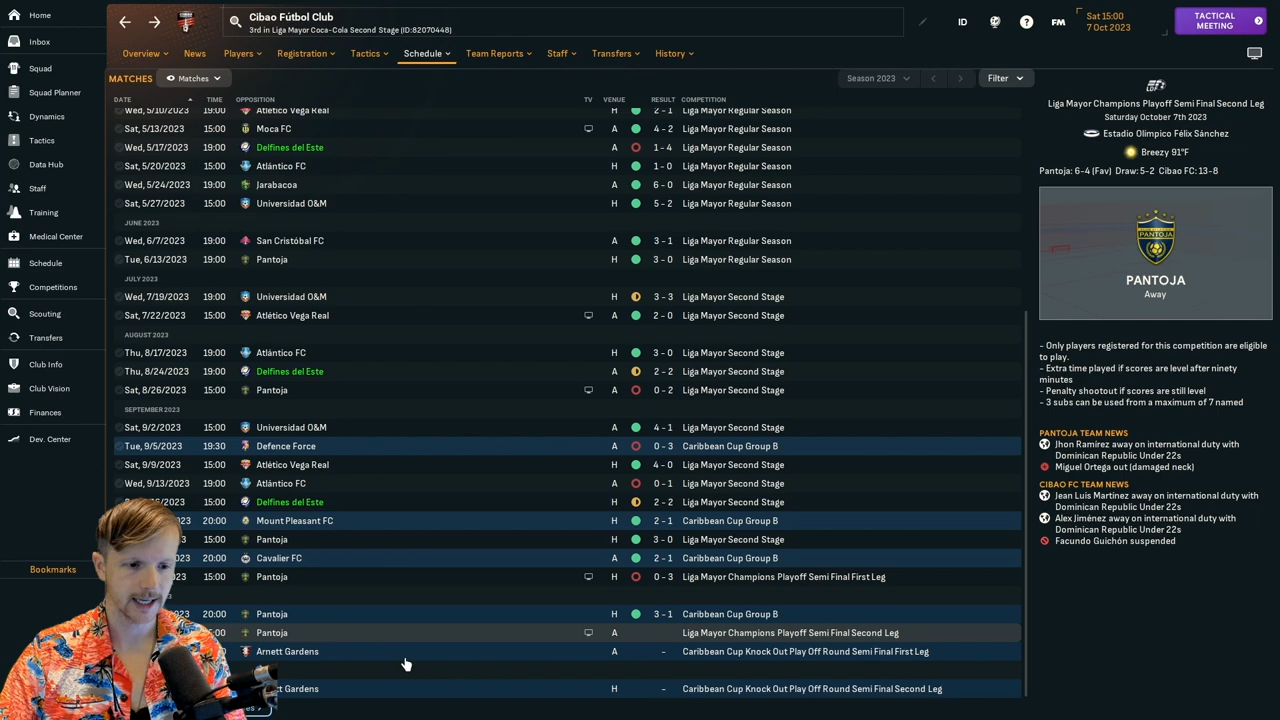 Home
Cibao Fútbol Club
3rd in Liga Mayor Coca-Cola Second Stage (ID:82070448)
ID
FM
Sat 15:00
7 Oct 2023
TACTICAL
MEETING
Inbox
Overview
News
Players
Registration
Tactics
Schedule
Team Reports
Staff
Transfers
History
Squad
Squad Planner
Dynamics
Tactics
Data Hub
Staff
Training
Medical Center
Schedule
Competitions
Scouting
Transfers
Club Info
Club Vision
Finances
Dev. Center
Bookmarks
MATCHES Matches Season 2023 Filter
DATE TIME OPPOSITION TV VENUE RESULT COMPETITION
Wed, 5/10/2023 19:00 Atlético Vega Real H 2 - 1 Liga Mayor Regular Season
Sat, 5/13/2023 15:00 Moca FC A 4 - 2 Liga Mayor Regular Season
Wed, 5/17/2023 19:00 Delfines del Este A 1 - 4 Liga Mayor Regular Season
Sat, 5/20/2023 15:00 Atlántico FC H 1 - 0 Liga Mayor Regular Season
Wed, 5/24/2023 19:00 Jarabacoa A 6 - 0 Liga Mayor Regular Season
Sat, 5/27/2023 15:00 Universidad O&M H 5 - 2 Liga Mayor Regular Season
JUNE 2023
Wed, 6/7/2023 19:00 San Cristóbal FC A 3 - 1 Liga Mayor Regular Season
Tue, 6/13/2023 19:00 Pantoja H 3 - 0 Liga Mayor Regular Season
JULY 2023
Wed, 7/19/2023 19:00 Universidad O&M H 3 - 3 Liga Mayor Second Stage
Sat, 7/22/2023 15:00 Atlético Vega Real A 2 - 0 Liga Mayor Second Stage
AUGUST 2023
Thu, 8/17/2023 19:00 Atlántico FC H 3 - 0 Liga Mayor Second Stage
Thu, 8/24/2023 19:00 Delfines del Este A 2 - 2 Liga Mayor Second Stage
Sat, 8/26/2023 15:00 Pantoja A 0 - 2 Liga Mayor Second Stage
SEPTEMBER 2023
Sat, 9/2/2023 15:00 Universidad O&M A 4 - 1 Liga Mayor Second Stage
Tue, 9/5/2023 19:30 Defence Force A 0 - 3 Caribbean Cup Group B
Sat, 9/9/2023 15:00 Atlético Vega Real H 4 - 0 Liga Mayor Second Stage
Wed, 9/13/2023 19:00 Atlántico FC A 0 - 1 Liga Mayor Second Stage
/2023 15:00 Delfines del Este H 2 - 2 Liga Mayor Second Stage
/2023 20:00 Mount Pleasant FC H 2 - 1 Caribbean Cup Group B
2023 15:00 Pantoja H 3 - 0 Liga Mayor Second Stage
2023 20:00 Cavalier FC A 2 - 1 Caribbean Cup Group B
2023 15:00 Pantoja H 0 - 3 Liga Mayor Champions Playoff Semi Final First Leg
2023 20:00 Pantoja H 3 - 1 Caribbean Cup Group B
Pantoja A Liga Mayor Champions Playoff Semi Final Second Leg
Arnett Gardens A - Caribbean Cup Knock Out Play Off Round Semi Final First Leg
Gardens H - Caribbean Cup Knock Out Play Off Round Semi Final Second Leg
LDF
Liga Mayor Champions Playoff Semi Final Second Leg
Saturday October 7th 2023
Estadio Olímpico Félix Sánchez
Breezy 91°F
Pantoja: 6-4 (Fav) Draw: 5-2 Cibao FC: 13-8
PANTOJA
PANTOJA
Away
- Only players registered for this competition are eligible
to play.
- Extra time played if scores are level after ninety
minutes
- Penalty shootout if scores are still level
- 3 subs can be used from a maximum of 7 named
PANTOJA TEAM NEWS
Jhon Ramírez away on international duty with
Dominican Republic Under 22s
Miguel Ortega out (damaged neck)
CIBAO FC TEAM NEWS
Jean Luis Martínez away on international duty with
Dominican Republic Under 22s
Alex Jiménez away on international duty with
Dominican Republic Under 22s
Facundo Guichón suspended